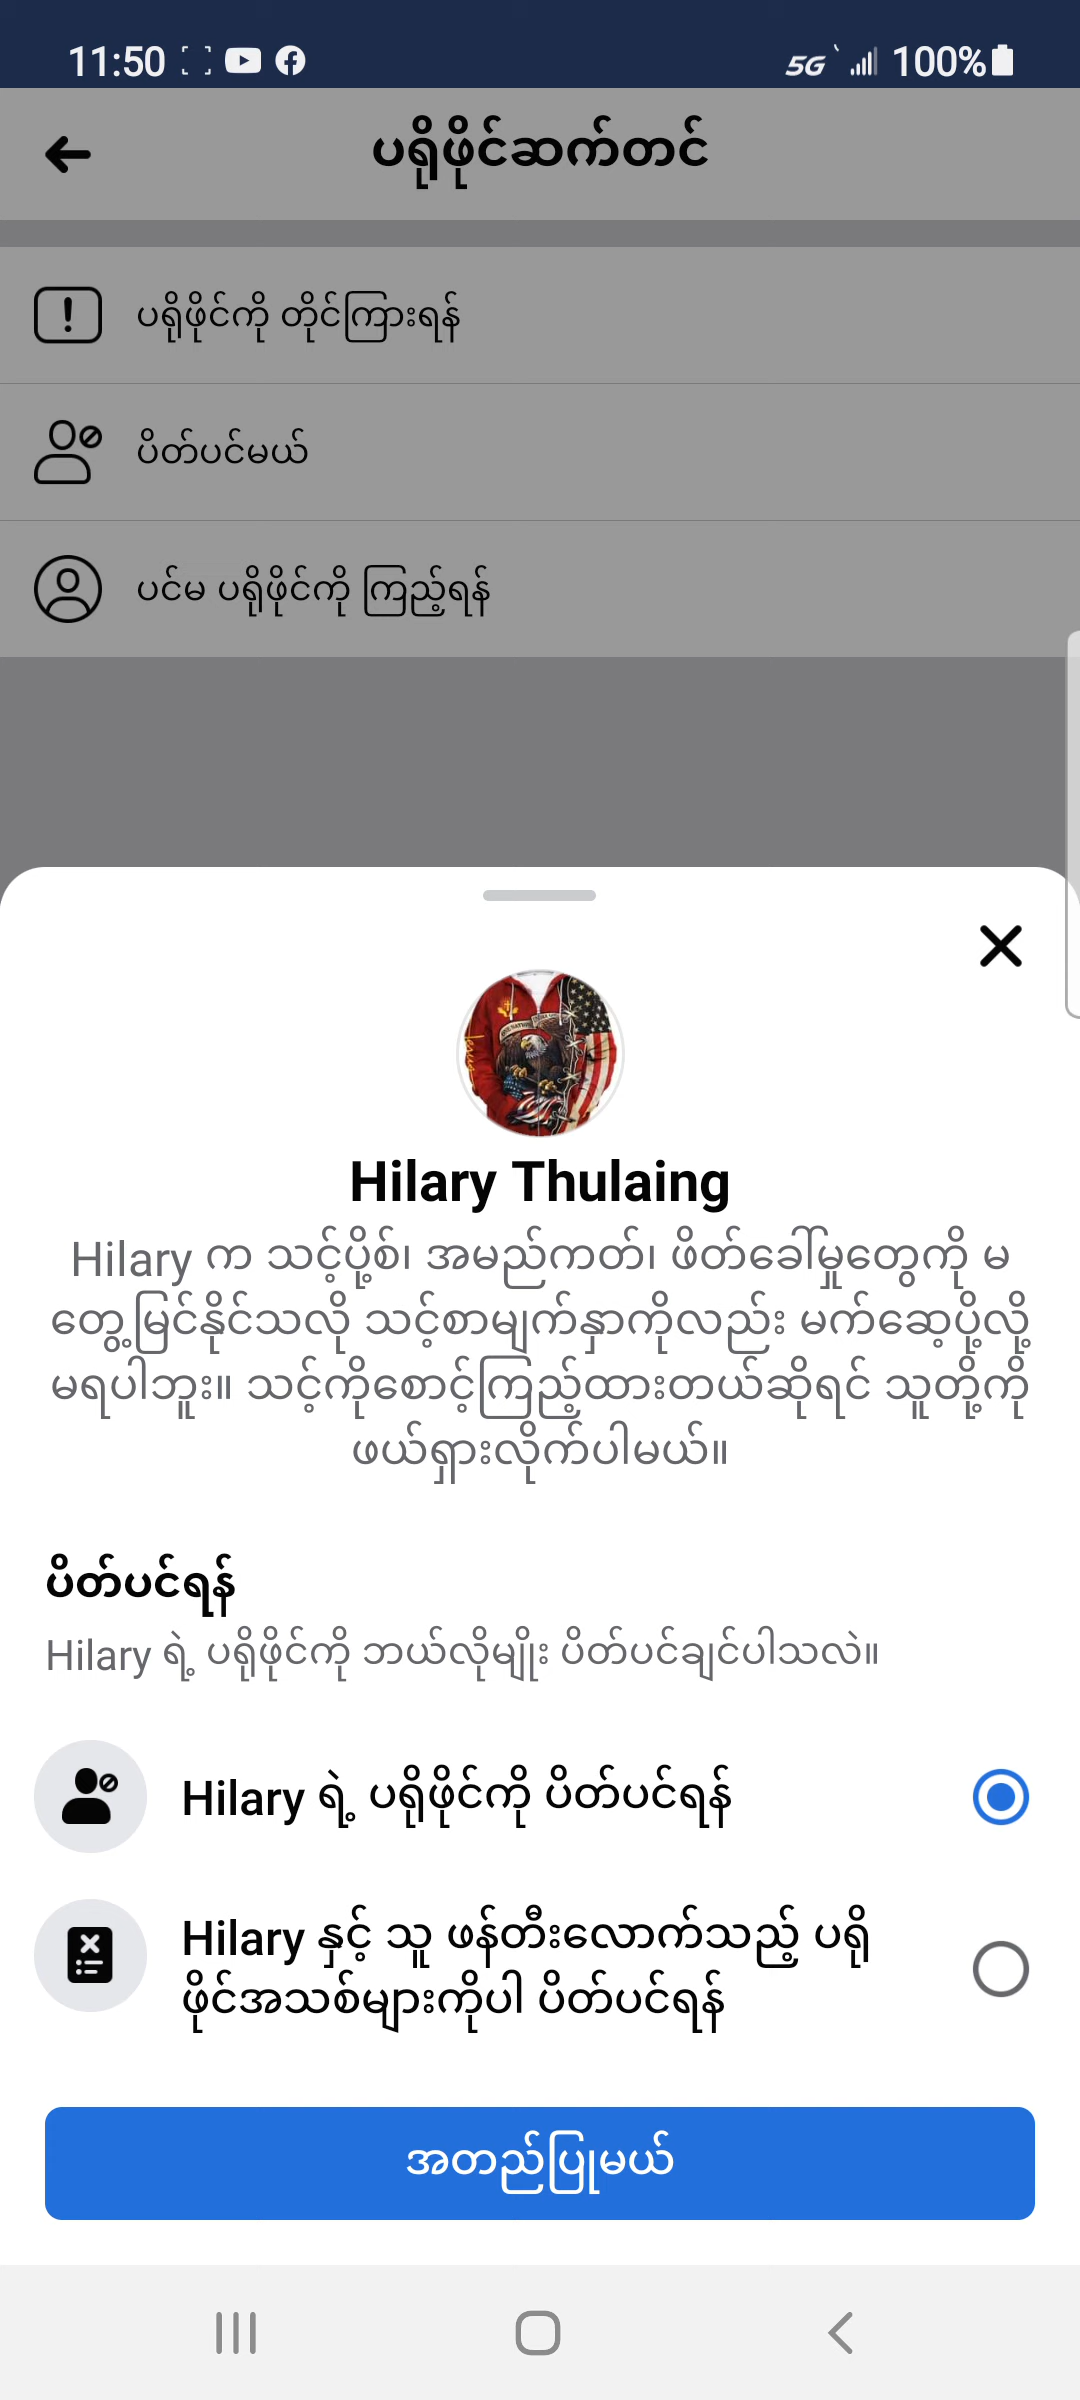 11:50
5G 100%
ပရိုဖိုင်ဆက်တင်
ပရိုဖိုင်ကို တိုင်ကြားရန်
ပိတ်ပင်မယ်
ပင်မ ပရိုဖိုင်ကို ကြည့်ရန်
Hilary Thulaing
Hilary က သင့်ပို့စ်၊ အမည်ကတ်၊ ဖိတ်ခေါ်မှုတွေကို မ
တွေ့မြင်နိုင်သလို သင့်စာမျက်နှာကိုလည်း မက်ဆေ့ပို့လို့
မရပါဘူး။ သင့်ကိုစောင့်ကြည့်ထားတယ်ဆိုရင် သူတို့ကို
ဖယ်ရှားလိုက်ပါမယ်။
ပိတ်ပင်ရန်
Hilary ရဲ့ ပရိုဖိုင်ကို ဘယ်လိုမျိုး ပိတ်ပင်ချင်ပါသလဲ။
Hilary ရဲ့ ပရိုဖိုင်ကို ပိတ်ပင်ရန်
Hilary နှင့် သူ ဖန်တီးလောက်သည့် ပရို
ဖိုင်အသစ်များကိုပါ ပိတ်ပင်ရန်
အတည်ပြုမယ်